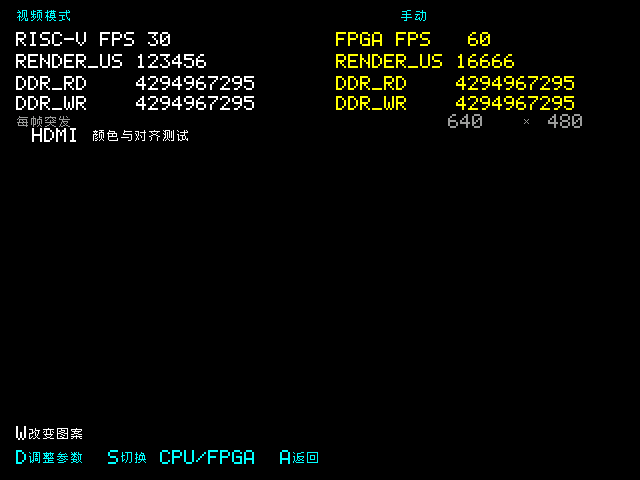 视频模式 手动
RISC-V FPS 30 FPGA FPS 60
RENDER_US 123456 RENDER_US 16666
DDR_RD 4294967295 DDR_RD 4294967295
DDR_WR 4294967295 DDR_WR 4294967295
每帧突发 640 × 480
HDMI 颜色与对齐测试
W改变图案
D调整参数 S切换 CPU/FPGA A返回